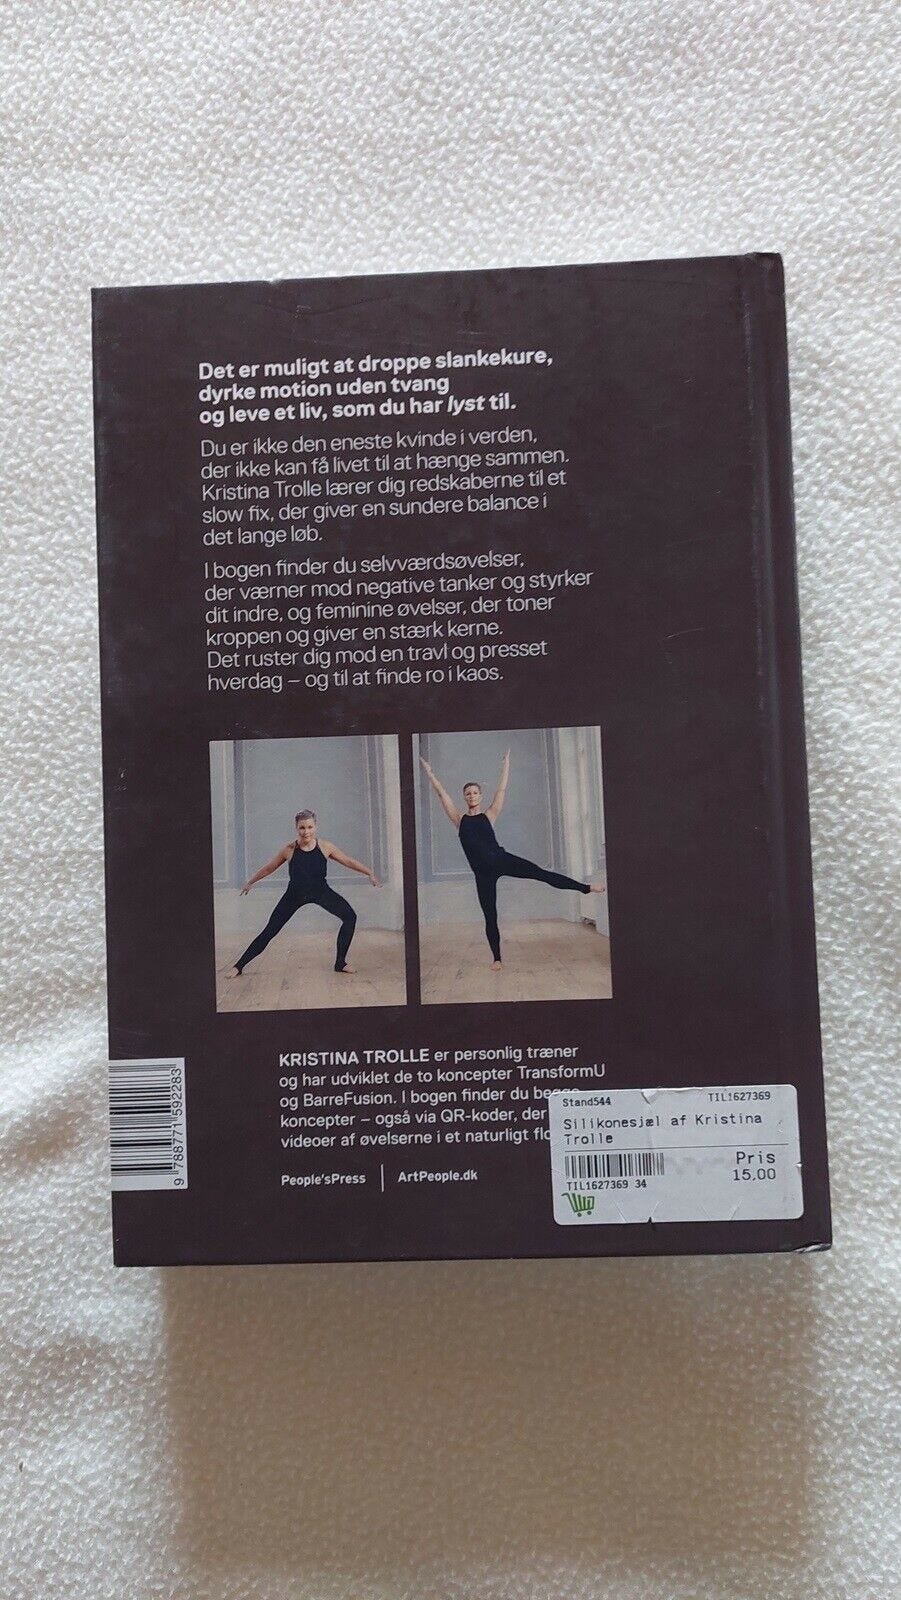 Det er muligt at droppe slankekure,
dyrke motion uden tvang
og leve et liv, som du har lyst til.
Du er ikke den eneste kvinde i verden,
der ikke kan få livet til at hænge sammen.
Kristina Trolle lærer dig redskaberne til et
slow fix, der giver en sundere balance i
det lange løb.
I bogen finder du selvværdsøvelser,
der værner mod negative tanker og styrker
dit indre, og feminine øvelser, der toner
kroppen og giver en stærk kerne.
Det ruster dig mod en travl og presset
hverdag – og til at finde ro i kaos.
KRISTINA TROLLE er personlig træner
og har udviklet de to koncepter TransformU
og BarreFusion. I bogen finder du
koncepter – også via QR-koder, der
videoer af øvelserne i et naturligt
People'sPress | ArtPeople.dk
9 788771 592283
Stand544 TIL1627369
Silikonesjæl af Kristina
Trolle
Pris
15,00
TIL1627369 34